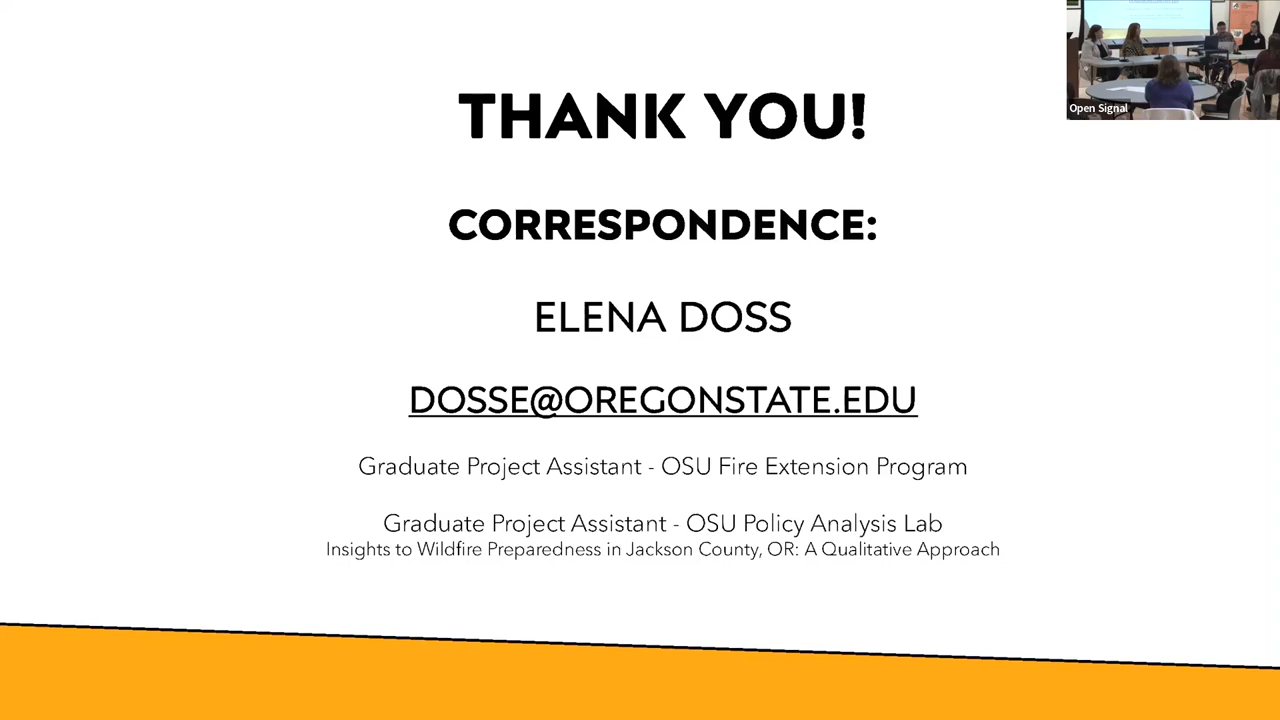 THANK YOU!
CORRESPONDENCE:
ELENA DOSS
DOSSE@OREGONSTATE.EDU
Graduate Project Assistant - OSU Fire Extension Program
Graduate Project Assistant - OSU Policy Analysis Lab
Insights to Wildfire Preparedness in Jackson County, OR: A Qualitative Approach
Open Signal